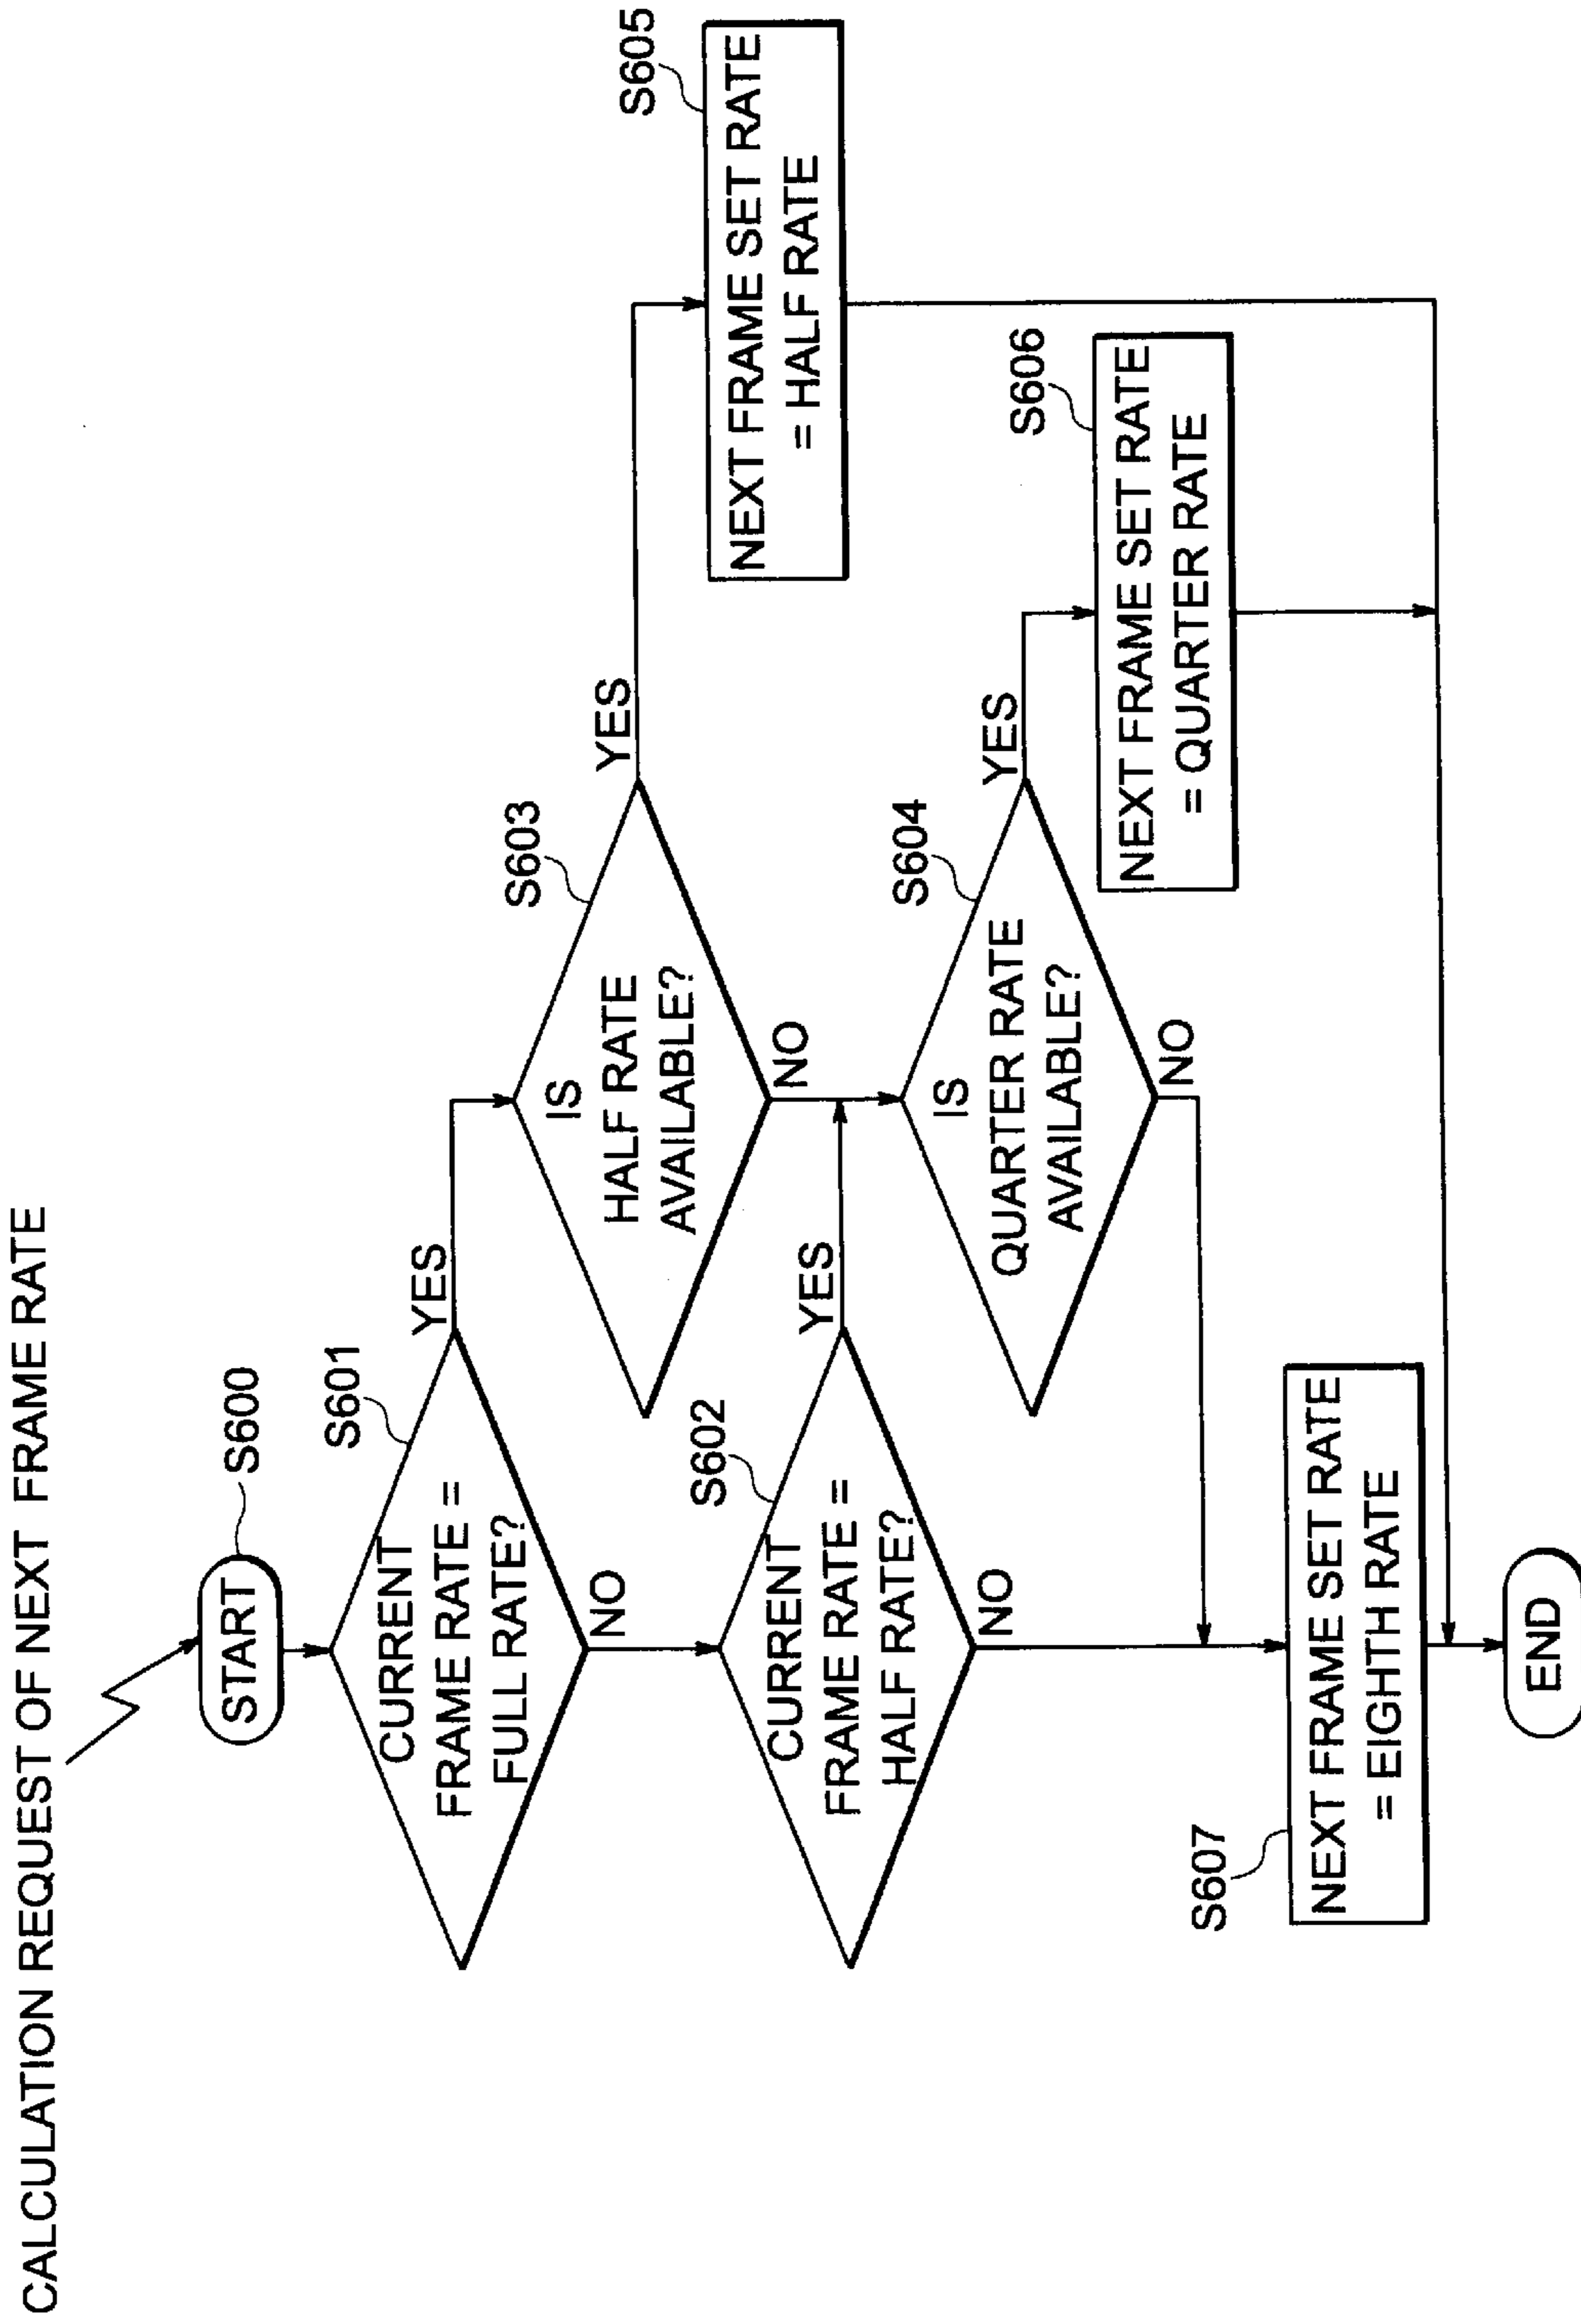 CALCULATION REQUEST OF NEXT FRAME RATE
START
S600
CURRENT
FRAME RATE =
FULL RATE?
S601
YES
NO
CURRENT
FRAME RATE =
HALF RATE?
S602
YES
NO
IS
HALF RATE
AVAILABLE?
S603
YES
NO
IS
QUARTER RATE
AVAILABLE?
S604
YES
NO
S605
NEXT FRAME SET RATE
= HALF RATE
S606
NEXT FRAME SET RATE
= QUARTER RATE
S607
NEXT FRAME SET RATE
= EIGHTH RATE
END